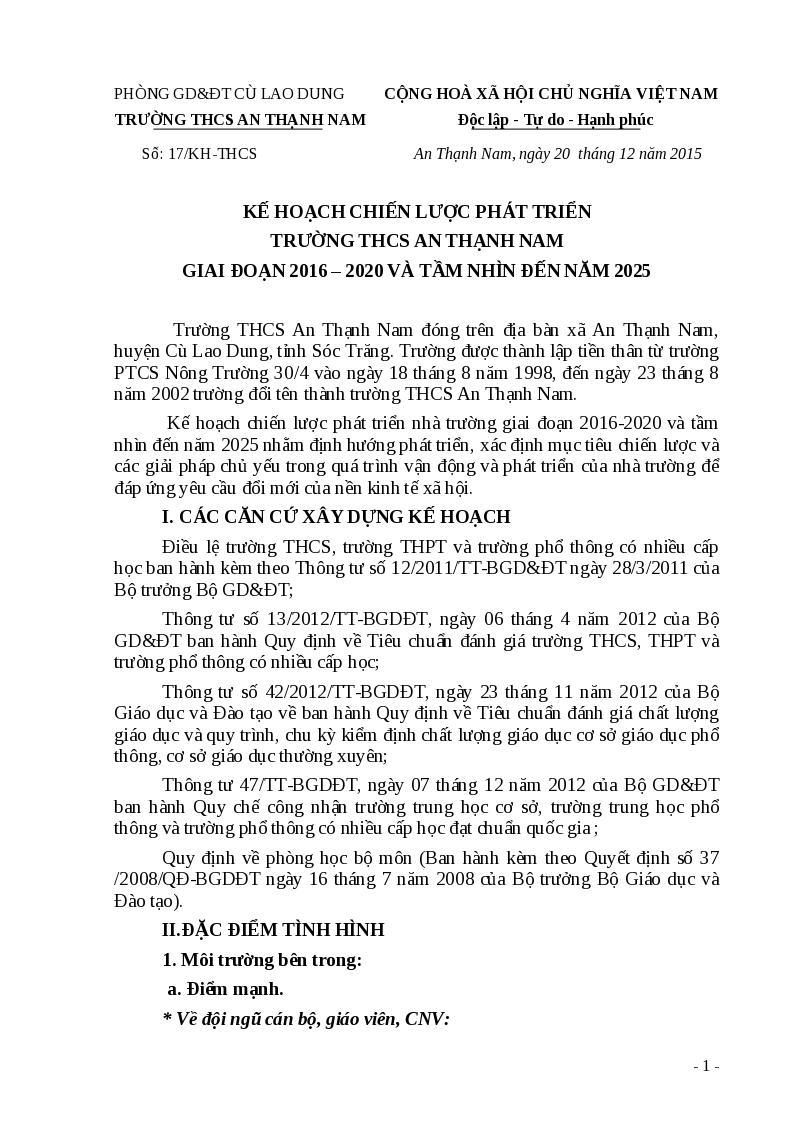 PHÒNG GD&ĐT CÙ LAO DUNG
TRƯỜNG THCS AN THẠNH NAM
Số: 17/KH-THCS
CỘNG HOÀ XÃ HỘI CHỦ NGHĨA VIỆT NAM
Độc lập - Tự do - Hạnh phúc
An Thạnh Nam, ngày 20 tháng 12 năm 2015
KẾ HOẠCH CHIẾN LƯỢC PHÁT TRIỂN
TRƯỜNG THCS AN THẠNH NAM
GIAI ĐOẠN 2016 – 2020 VÀ TẦM NHÌN ĐẾN NĂM 2025
Trường THCS An Thạnh Nam đóng trên địa bàn xã An Thạnh Nam,
huyện Cù Lao Dung, tỉnh Sóc Trăng. Trường được thành lập tiền thân từ trường
PTCS Nông Trường 30/4 vào ngày 18 tháng 8 năm 1998, đến ngày 23 tháng 8
năm 2002 trường đổi tên thành trường THCS An Thạnh Nam.
Kế hoạch chiến lược phát triển nhà trường giai đoạn 2016-2020 và tầm
nhìn đến năm 2025 nhằm định hướng phát triển, xác định mục tiêu chiến lược và
các giải pháp chủ yếu trong quá trình vận động và phát triển của nhà trường để
đáp ứng yêu cầu đổi mới của nền kinh tế xã hội.
I. CÁC CĂN CỨ XÂY DỰNG KẾ HOẠCH
Điều lệ trường THCS, trường THPT và trường phổ thông có nhiều cấp
học ban hành kèm theo Thông tư số 12/2011/TT-BGD&ĐT ngày 28/3/2011 của
Bộ trưởng Bộ GD&ĐT;
Thông tư số 13/2012/TT-BGDĐT, ngày 06 tháng 4 năm 2012 của Bộ
GD&ĐT ban hành Quy định về Tiêu chuẩn đánh giá trường THCS, THPT và
trường phổ thông có nhiều cấp học;
Thông tư số 42/2012/TT-BGDĐT, ngày 23 tháng 11 năm 2012 của Bộ
Giáo dục và Đào tạo về ban hành Quy định về Tiêu chuẩn đánh giá chất lượng
giáo dục và quy trình, chu kỳ kiểm định chất lượng giáo dục cơ sở giáo dục phổ
thông, cơ sở giáo dục thường xuyên;
Thông tư 47/TT-BGDĐT, ngày 07 tháng 12 năm 2012 của Bộ GD&ĐT
ban hành Quy chế công nhận trường trung học cơ sở, trường trung học phổ
thông và trường phổ thông có nhiều cấp học đạt chuẩn quốc gia ;
Quy định về phòng học bộ môn (Ban hành kèm theo Quyết định số 37
/2008/QĐ-BGDĐT ngày 16 tháng 7 năm 2008 của Bộ trưởng Bộ Giáo dục và
Đào tạo).
II.ĐẶC ĐIỂM TÌNH HÌNH
1. Môi trường bên trong:
a. Điểm mạnh.
* Về đội ngũ cán bộ, giáo viên, CNV:
- 1 -